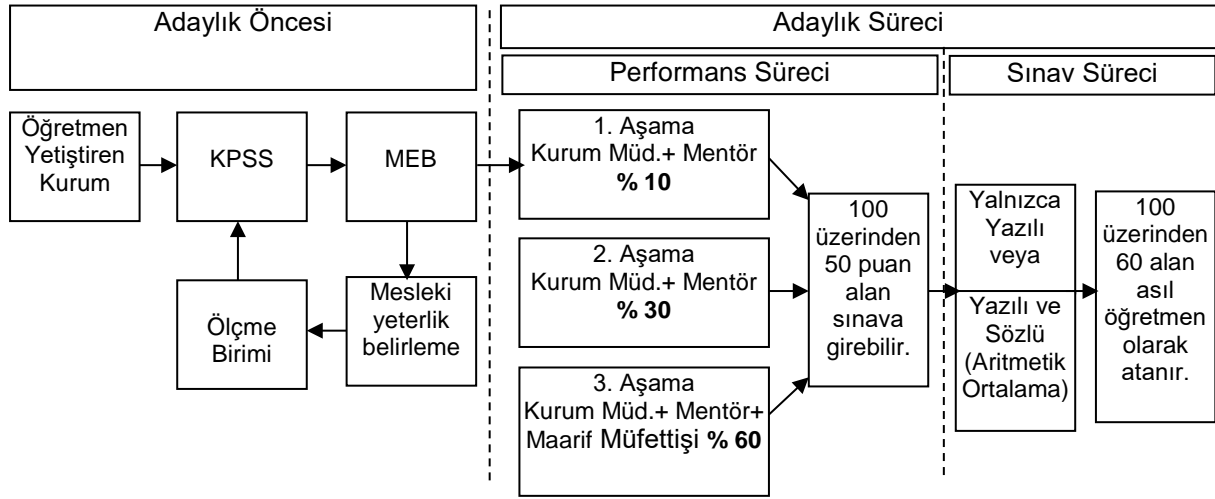 Adaylık Öncesi
Adaylık Süreci
Performans Süreci
Sınav Süreci
Öğretmen
Yetiştiren
Kurum
KPSS
MEB
Ölçme
Birimi
Mesleki
yeterlik
belirleme
1. Aşama
Kurum Müd.+ Mentör
% 10
2. Aşama
Kurum Müd.+ Mentör
% 30
3. Aşama
Kurum Müd.+ Mentör+
Maarif Müfettişi % 60
100
üzerinden
50 puan
alan
sınava
girebilir.
Yalnızca
Yazılı
veya
Yazılı ve
Sözlü
(Aritmetik
Ortalama)
100
üzerinden
60 alan
asıl
öğretmen
olarak
atanır.